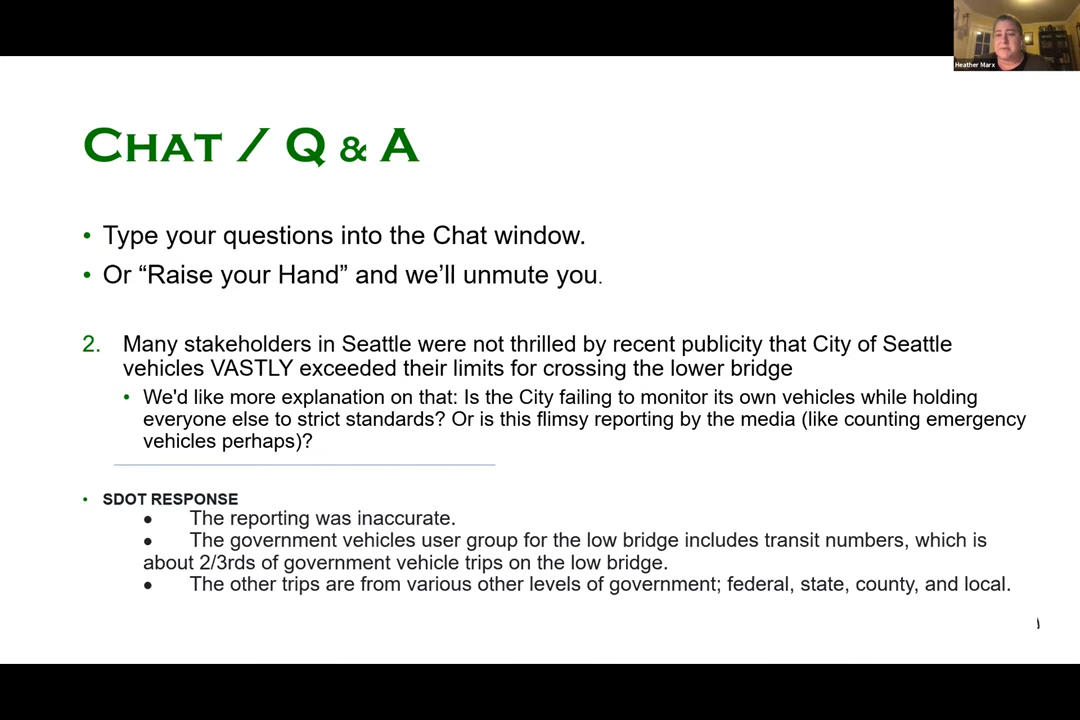 Heather Marx
CHAT / Q & A
• Type your questions into the Chat window.
• Or “Raise your Hand” and we’ll unmute you.
2. Many stakeholders in Seattle were not thrilled by recent publicity that City of Seattle
vehicles VASTLY exceeded their limits for crossing the lower bridge
• We'd like more explanation on that: Is the City failing to monitor its own vehicles while holding
everyone else to strict standards? Or is this flimsy reporting by the media (like counting emergency
vehicles perhaps)?
• SDOT RESPONSE
• The reporting was inaccurate.
• The government vehicles user group for the low bridge includes transit numbers, which is
about 2/3rds of government vehicle trips on the low bridge.
• The other trips are from various other levels of government; federal, state, county, and local.